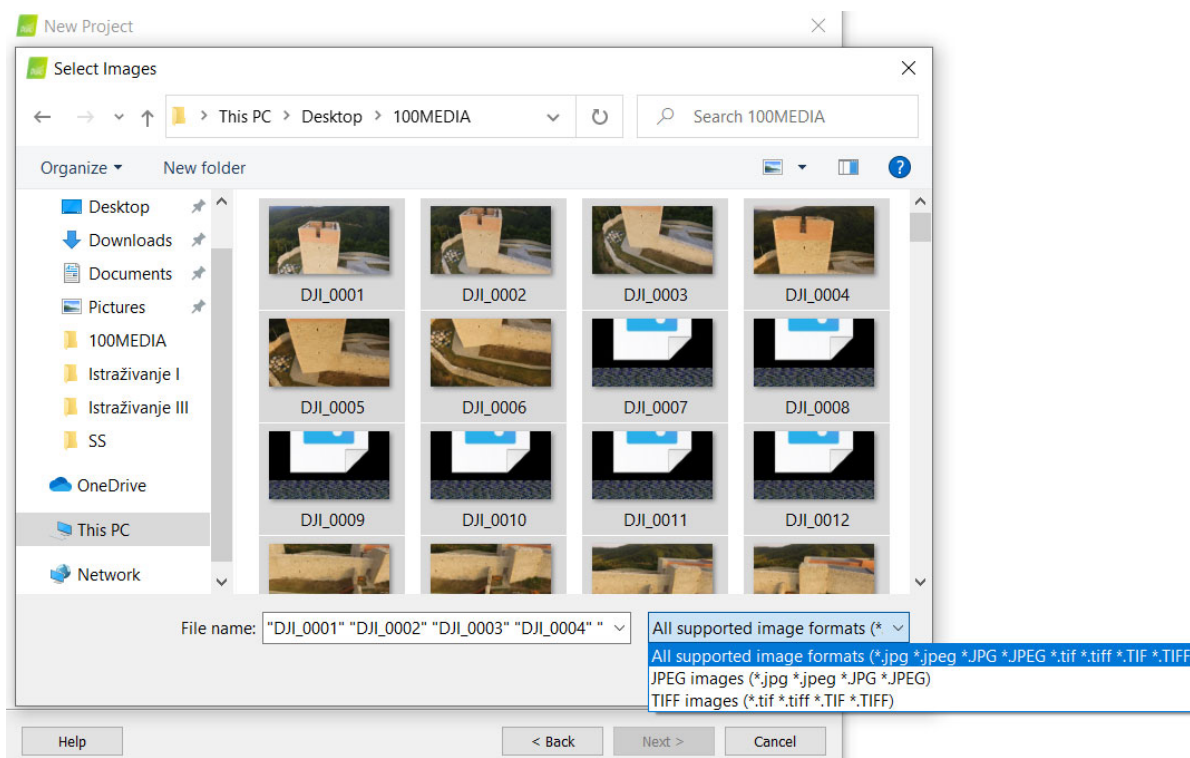 New Project
Select Images
This PC > Desktop > 100MEDIA
Search 100MEDIA
Organize
New folder
Desktop
Downloads
Documents
Pictures
100MEDIA
Istraživanje I
Istraživanje III
SS
OneDrive
This PC
Network
DJI_0001 DJI_0002 DJI_0003 DJI_0004
DJI_0005 DJI_0006 DJI_0007 DJI_0008
DJI_0009 DJI_0010 DJI_0011 DJI_0012
File name: "DJI_0001" "DJI_0002" "DJI_0003" "DJI_0004" "
All supported image formats (*.
All supported image formats (*.jpg *.jpeg *.JPG *.JPEG *.tif *.tiff *.TIF *.TIFF
JPEG images (*.jpg *.jpeg *.JPG *.JPEG)
TIFF images (*.tif *.tiff *.TIF *.TIFF)
Help
< Back
Next >
Cancel